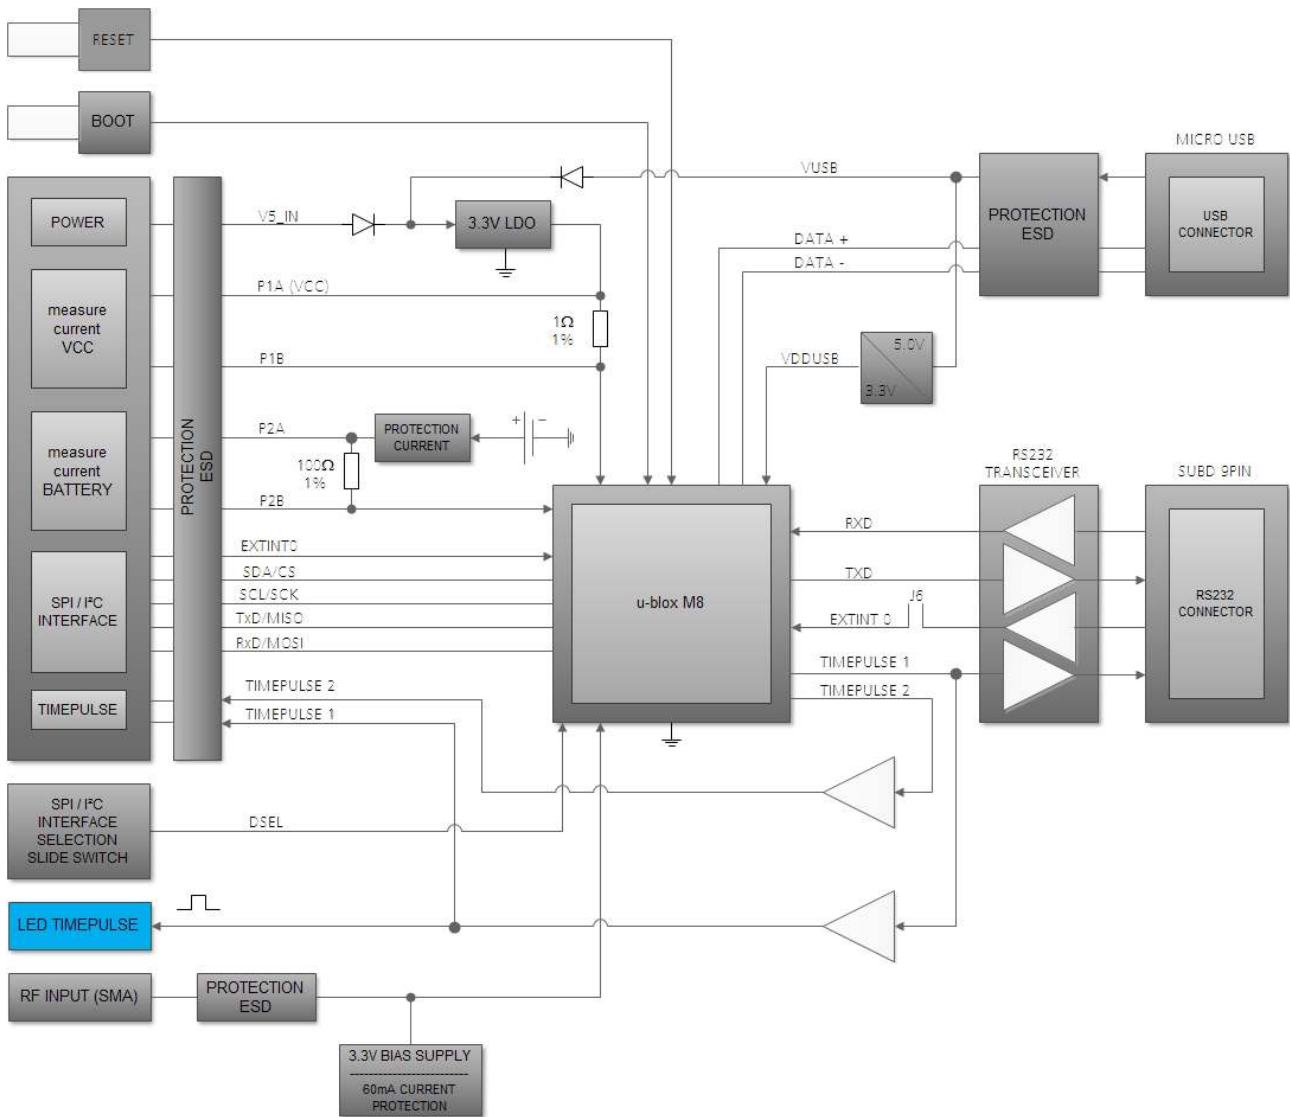 RESET
BOOT
MICRO USB
VUSB
POWER
V5_IN
3.3V LDO
PROTECTION
ESD
USB
CONNECTOR
DATA +
DATA -
P1A (VCC)
measure
current
VCC
1Ω
1%
P1B
VDDUSB
5.0V
3.3V
measure
current
BATTERY
P2A
PROTECTION
CURRENT
+
-
100Ω
1%
P2B
PROTECTION
ESD
RS232
TRANSCEIVER
SUBD 9PIN
SPI / I²C
INTERFACE
EXTINT0
SDA/CS
SCL/SCK
TxD/MISO
RxD/MOSI
u-blox M8
RXD
TXD
J6
EXTINT 0
TIMEPULSE 1
TIMEPULSE 2
RS232
CONNECTOR
TIMEPULSE
TIMEPULSE 2
TIMEPULSE 1
SPI / I²C
INTERFACE
SELECTION
SLIDE SWITCH
DSEL
LED TIMEPULSE
RF INPUT (SMA)
PROTECTION
ESD
3.3V BIAS SUPPLY
60mA CURRENT
PROTECTION